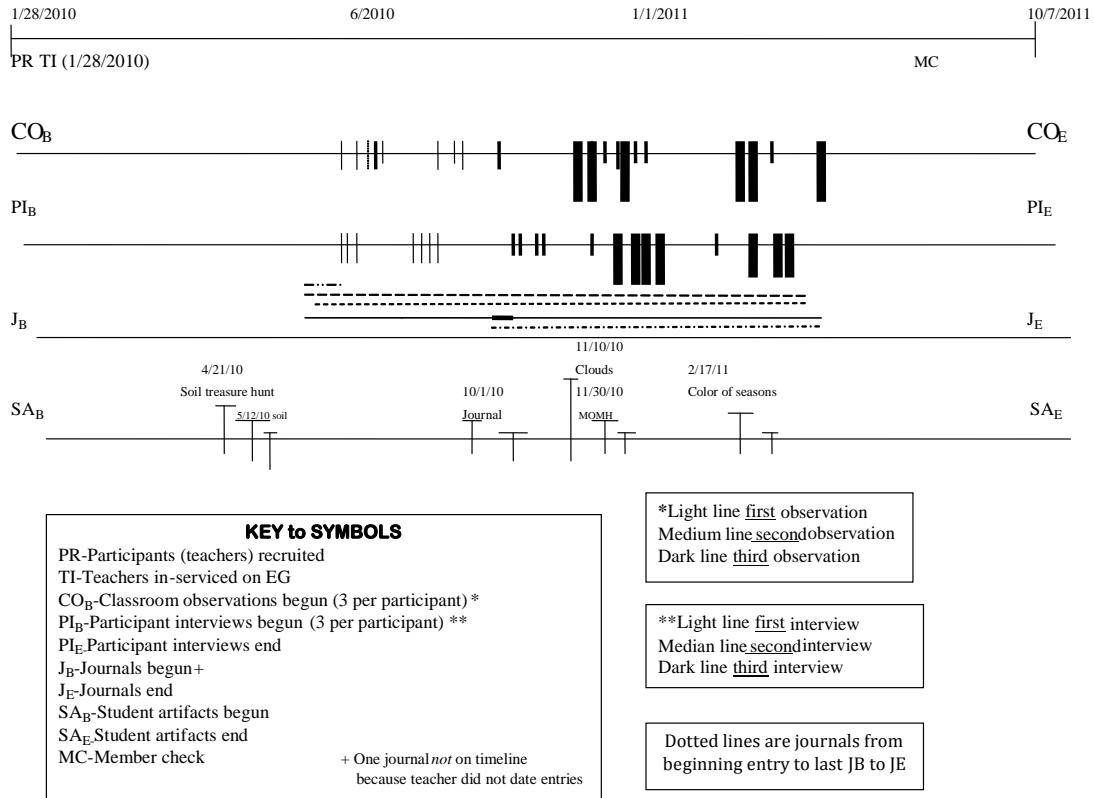 1/28/2010 6/2010 1/1/2011 10/7/2011
PR TI (1/28/2010) MC
COB COE
PIB PIE
JB JE
11/10/10
4/21/10 Clouds 2/17/11
Soil treasure hunt 10/1/10 11/30/10 Color of seasons
SAB 5/12/10 soil Journal MOMH SAE
KEY to SYMBOLS
PR-Participants (teachers) recruited
TI-Teachers in-serviced on EG
COB-Classroom observations begun (3 per participant) *
PIB-Participant interviews begun (3 per participant) **
PIE-Participant interviews end
JB-Journals begun+
JE-Journals end
SAB-Student artifacts begun
SAE-Student artifacts end
MC-Member check
+ One journal not on timeline
because teacher did not date entries
*Light line first observation
Medium line second observation
Dark line third observation
**Light line first interview
Median line second interview
Dark line third interview
Dotted lines are journals from
beginning entry to last JB to JE